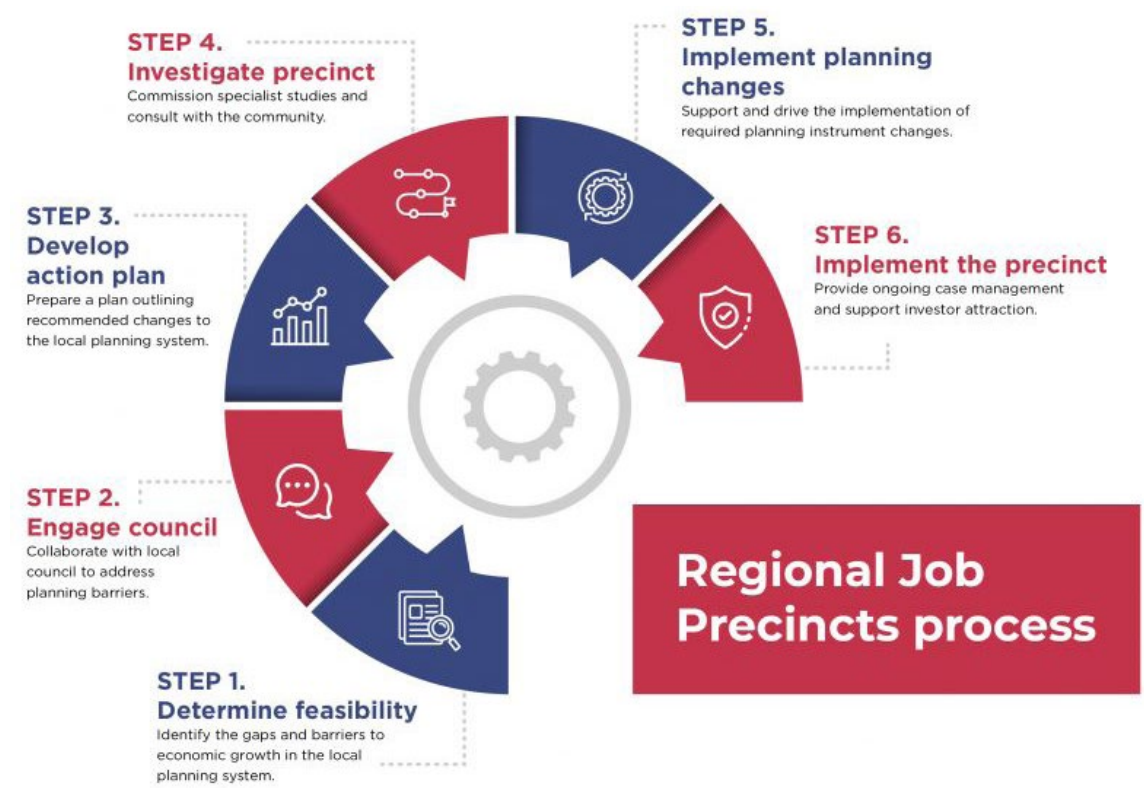 STEP 4.
Investigate precinct
Commission specialist studies and
consult with the community.
STEP 5.
Implement planning
changes
Support and drive the implementation of
required planning instrument changes.
STEP 3.
Develop
action plan
Prepare a plan outlining
recommended changes to
the local planning system.
STEP 6.
Implement the precinct
Provide ongoing case management
and support investor attraction.
STEP 2.
Engage council
Collaborate with local
council to address
planning barriers.
STEP 1.
Determine feasibility
Identify the gaps and barriers to
economic growth in the local
planning system.
Regional Job
Precincts process